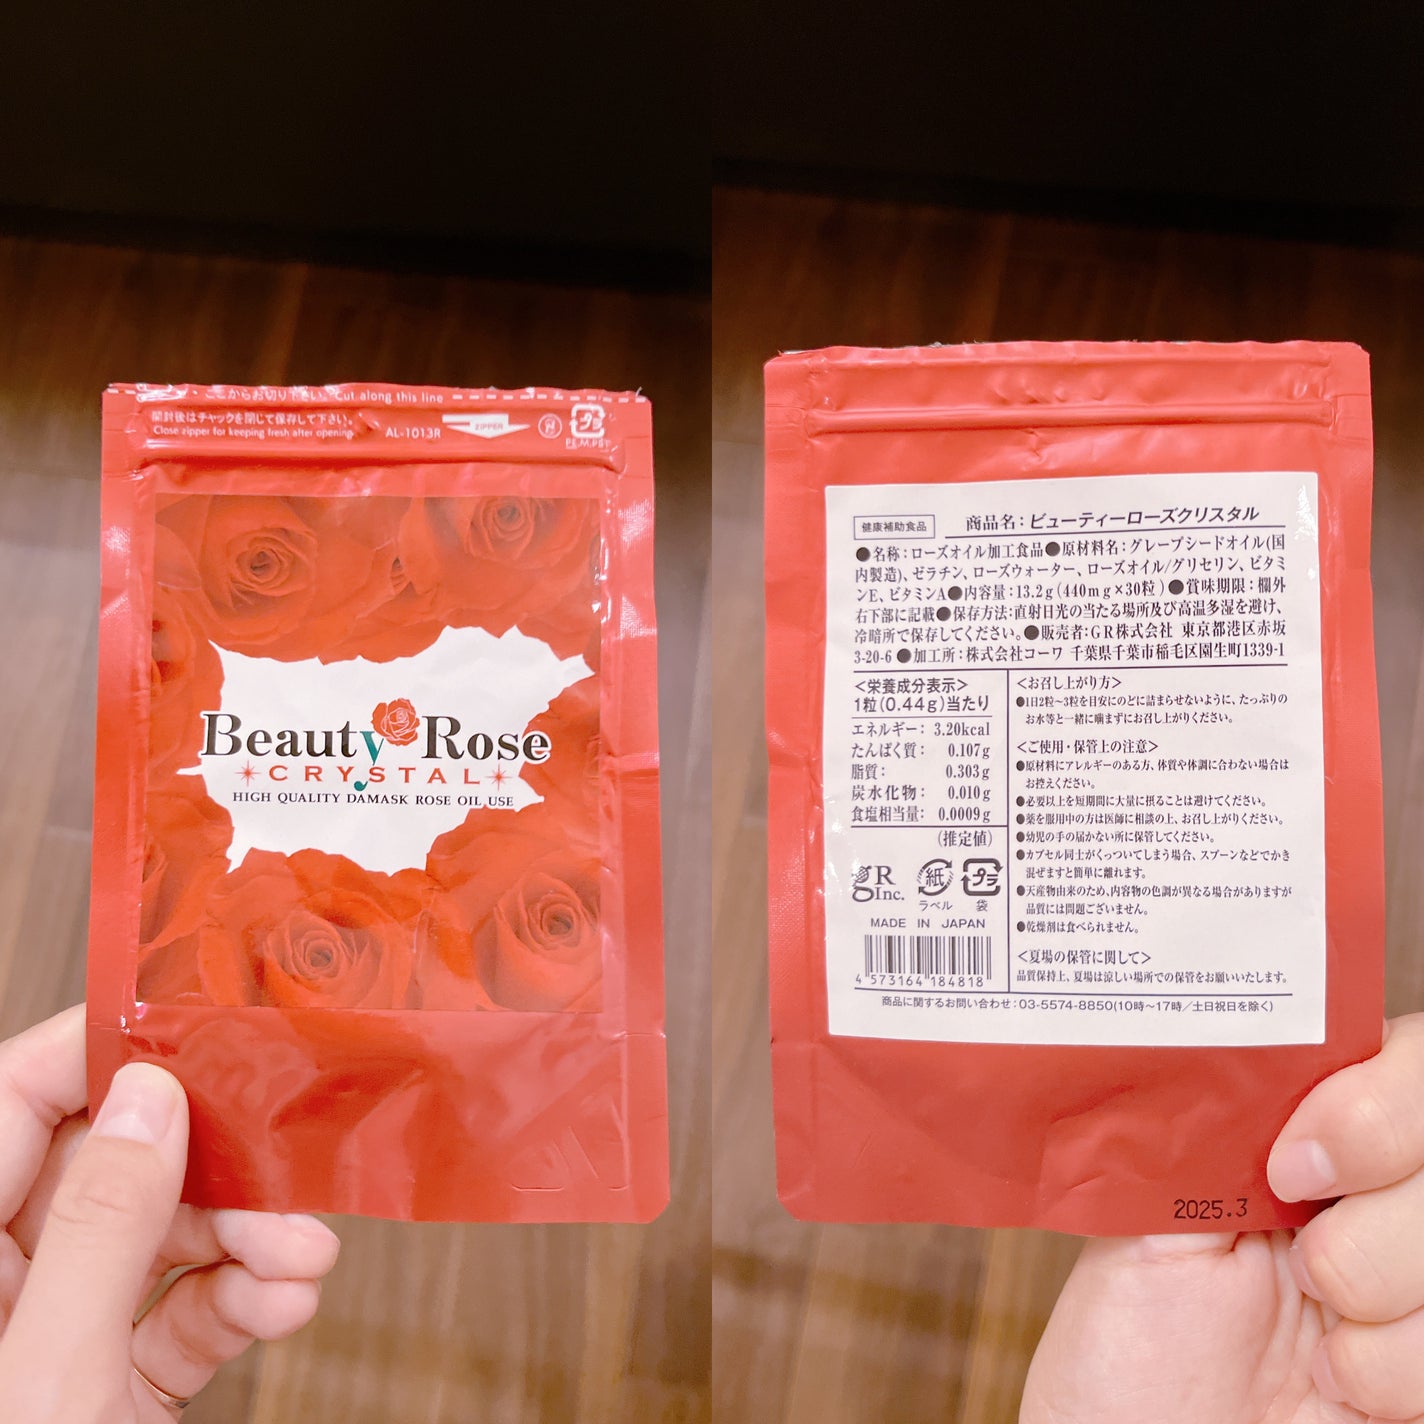 ここからお切り下さい。Cut along this line
開封後はチャックを閉じて保存して下さい。
Close zipper for keeping fresh after opening.
AL-1013R
ZIPPER
プラ
PE,M,PET
Beauty Rose
CRYSTAL
HIGH QUALITY DAMASK ROSE OIL USE
健康補助食品
商品名：ビューティーローズクリスタル
●名称：ローズオイル加工食品●原材料名：グレープシードオイル(国
内製造)、ゼラチン、ローズウォーター、ローズオイル/グリセリン、ビタミ
ンE、ビタミンA●内容量：13.2g(440mg×30粒)●賞味期限：欄外
右下部に記載●保存方法：直射日光の当たる場所及び高温多湿を避け、
冷暗所で保存してください。●販売者：GR株式会社 東京都港区赤坂
3-20-6 ●加工所：株式会社コーワ 千葉県千葉市稲毛区園生町1339-1
＜栄養成分表示＞
1粒(0.44g)当たり
エネルギー： 3.20kcal
たんぱく質： 0.107g
脂質： 0.303g
炭水化物： 0.010g
食塩相当量： 0.0009g
(推定値)
gR Inc.
紙
ラベル
プラ
袋
MADE IN JAPAN
4 573164 184818
＜お召し上がり方＞
●1日2粒〜3粒を目安にのどに詰まらせないように、たっぷりの
お水等と一緒に噛まずにお召し上がりください。
＜ご使用・保管上の注意＞
●原材料にアレルギーのある方、体質や体調に合わない場合は
お控えください。
●必要以上を短期間に大量に摂ることは避けてください。
●薬を服用中の方は医師に相談の上、お召し上がりください。
●幼児の手の届かない所に保管してください。
●カプセル同士がくっついてしまう場合、スプーンなどでかき
混ぜますと簡単に離れます。
●天産物由来のため、内容物の色調が異なる場合がありますが
品質には問題ございません。
●乾燥剤は食べられません。
＜夏場の保管に関して＞
品質保持上、夏場は涼しい場所での保管をお願いいたします。
商品に関するお問い合わせ：03-5574-8850(10時〜17時／土日祝日を除く)
2025.3